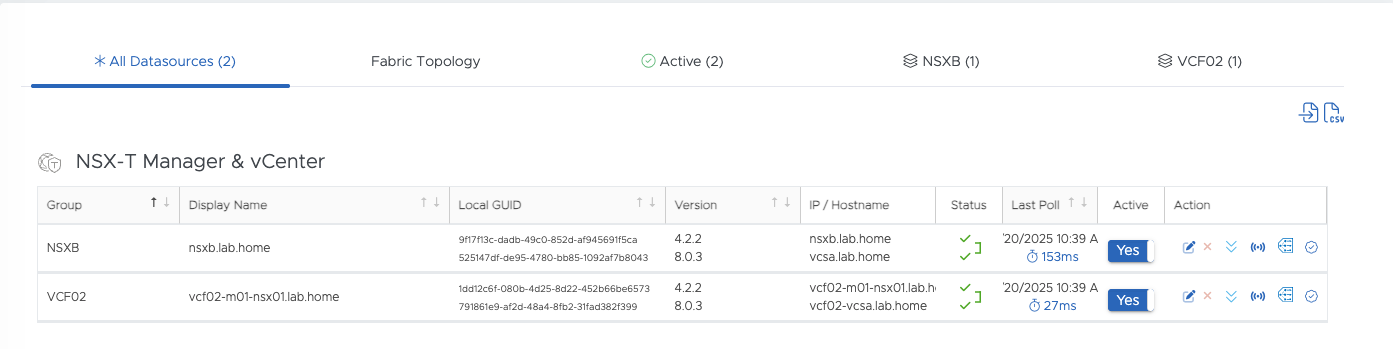 All Datasources (2) Fabric Topology Active (2) NSXB (1) VCF02 (1)
CSV
NSX-T Manager & vCenter
Group Display Name Local GUID Version IP / Hostname Status Last Poll Active Action
NSXB nsxb.lab.home 9f17f13c-dadb-49c0-852d-af945691f5ca 4.2.2 nsxb.lab.home '20/2025 10:39 A Yes
525147df-de95-4780-bb85-1092af7b8043 8.0.3 vcsa.lab.home 153ms
VCF02 vcf02-m01-nsx01.lab.home 1dd12c6f-080b-4d25-8d22-452b66be6573 4.2.2 vcf02-m01-nsx01.lab.h '20/2025 10:39 A Yes
791861e9-af2d-48a4-8fb2-31fad382f399 8.0.3 vcf02-vcsa.lab.home 27ms